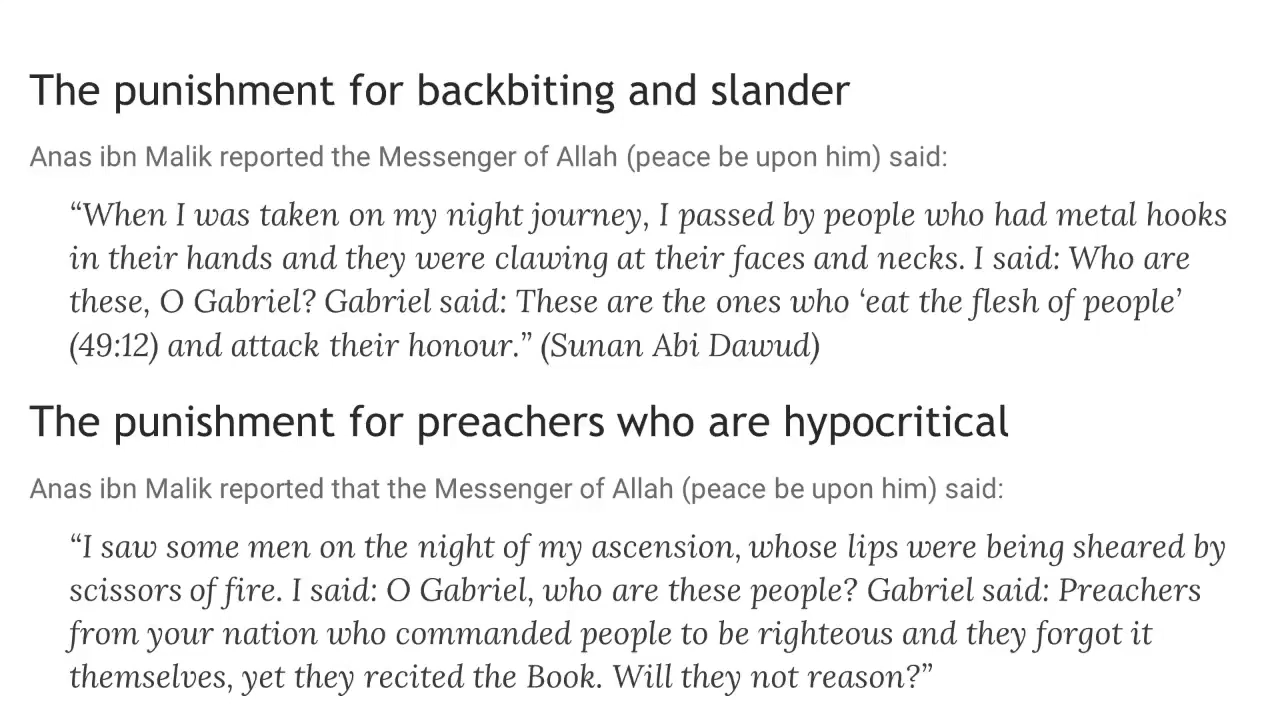 The punishment for backbiting and slander
Anas ibn Malik reported the Messenger of Allah (peace be upon him) said:
“When I was taken on my night journey, I passed by people who had metal hooks
in their hands and they were clawing at their faces and necks. I said: Who are
these, O Gabriel? Gabriel said: These are the ones who ‘eat the flesh of people’
(49:12) and attack their honour.” (Sunan Abi Dawud)
The punishment for preachers who are hypocritical
Anas ibn Malik reported that the Messenger of Allah (peace be upon him) said:
“I saw some men on the night of my ascension, whose lips were being sheared by
scissors of fire. I said: O Gabriel, who are these people? Gabriel said: Preachers
from your nation who commanded people to be righteous and they forgot it
themselves, yet they recited the Book. Will they not reason?”